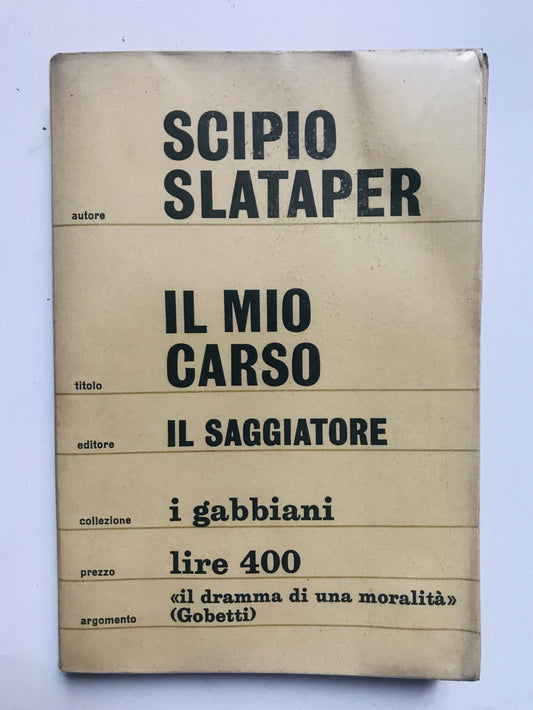 SCIPIO
autore SLATAPER
IL MIO
titolo CARSO
editore IL SAGGIATORE
collezione i gabbiani
prezzo lire 400
«il dramma di una moralità»
argomento (Gobetti)